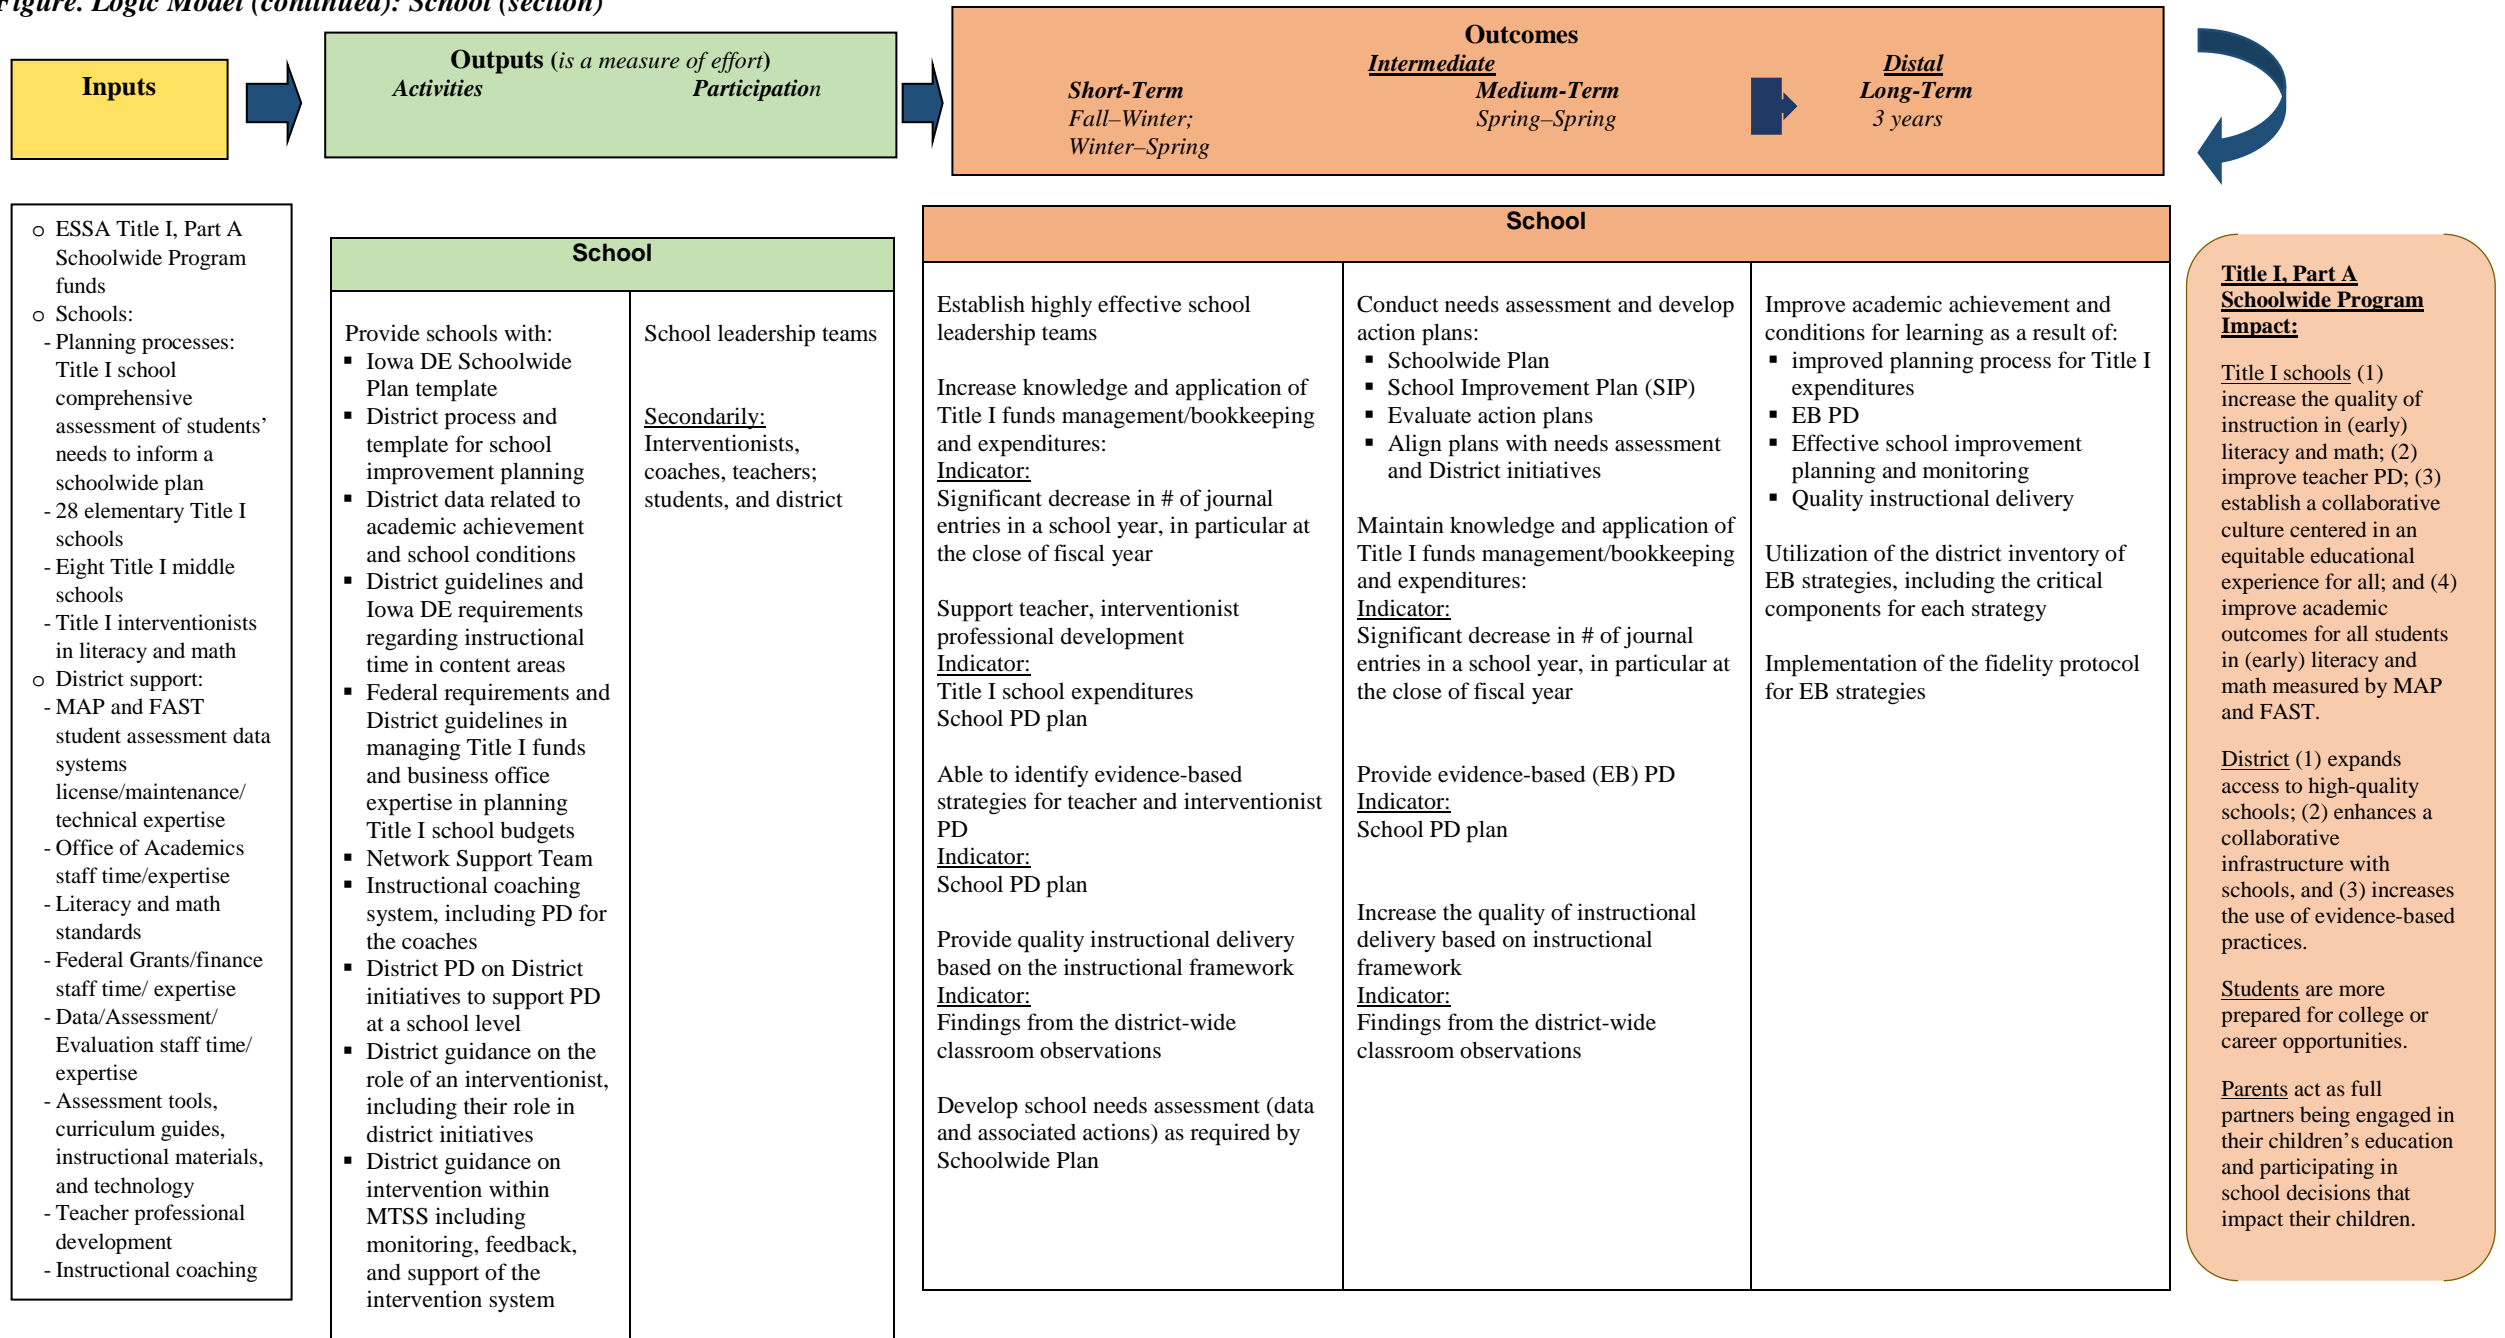 Figure. Logic Model (continued): School (section)
Inputs
Outputs (is a measure of effort)
Activities Participation
Outcomes
Intermediate Distal
Short-Term Medium-Term Long-Term
Fall–Winter; Spring–Spring 3 years
Winter–Spring
o ESSA Title I, Part A
Schoolwide Program
funds
o Schools:
- Planning processes:
Title I school
comprehensive
assessment of students’
needs to inform a
schoolwide plan
- 28 elementary Title I
schools
- Eight Title I middle
schools
- Title I interventionists
in literacy and math
o District support:
- MAP and FAST
student assessment data
systems
license/maintenance/
technical expertise
- Office of Academics
staff time/expertise
- Literacy and math
standards
- Federal Grants/finance
staff time/ expertise
- Data/Assessment/
Evaluation staff time/
expertise
- Assessment tools,
curriculum guides,
instructional materials,
and technology
- Teacher professional
development
- Instructional coaching
School
Provide schools with:
▪ Iowa DE Schoolwide
Plan template
▪ District process and
template for school
improvement planning
▪ District data related to
academic achievement
and school conditions
▪ District guidelines and
Iowa DE requirements
regarding instructional
time in content areas
▪ Federal requirements and
District guidelines in
managing Title I funds
and business office
expertise in planning
Title I school budgets
▪ Network Support Team
▪ Instructional coaching
system, including PD for
the coaches
▪ District PD on District
initiatives to support PD
at a school level
▪ District guidance on the
role of an interventionist,
including their role in
district initiatives
▪ District guidance on
intervention within
MTSS including
monitoring, feedback,
and support of the
intervention system
School leadership teams
Secondarily:
Interventionists,
coaches, teachers;
students, and district
School
Establish highly effective school
leadership teams
Increase knowledge and application of
Title I funds management/bookkeeping
and expenditures:
Indicator:
Significant decrease in # of journal
entries in a school year, in particular at
the close of fiscal year
Support teacher, interventionist
professional development
Indicator:
Title I school expenditures
School PD plan
Able to identify evidence-based
strategies for teacher and interventionist
PD
Indicator:
School PD plan
Provide quality instructional delivery
based on the instructional framework
Indicator:
Findings from the district-wide
classroom observations
Develop school needs assessment (data
and associated actions) as required by
Schoolwide Plan
Conduct needs assessment and develop
action plans:
▪ Schoolwide Plan
▪ School Improvement Plan (SIP)
▪ Evaluate action plans
▪ Align plans with needs assessment
and District initiatives
Maintain knowledge and application of
Title I funds management/bookkeeping
and expenditures:
Indicator:
Significant decrease in # of journal
entries in a school year, in particular at
the close of fiscal year
Provide evidence-based (EB) PD
Indicator:
School PD plan
Increase the quality of instructional
delivery based on instructional
framework
Indicator:
Findings from the district-wide
classroom observations
Improve academic achievement and
conditions for learning as a result of:
▪ improved planning process for Title I
expenditures
▪ EB PD
▪ Effective school improvement
planning and monitoring
▪ Quality instructional delivery
Utilization of the district inventory of
EB strategies, including the critical
components for each strategy
Implementation of the fidelity protocol
for EB strategies
Title I, Part A
Schoolwide Program
Impact:
Title I schools (1)
increase the quality of
instruction in (early)
literacy and math; (2)
improve teacher PD; (3)
establish a collaborative
culture centered in an
equitable educational
experience for all; and (4)
improve academic
outcomes for all students
in (early) literacy and
math measured by MAP
and FAST.
District (1) expands
access to high-quality
schools; (2) enhances a
collaborative
infrastructure with
schools, and (3) increases
the use of evidence-based
practices.
Students are more
prepared for college or
career opportunities.
Parents act as full
partners being engaged in
their children’s education
and participating in
school decisions that
impact their children.